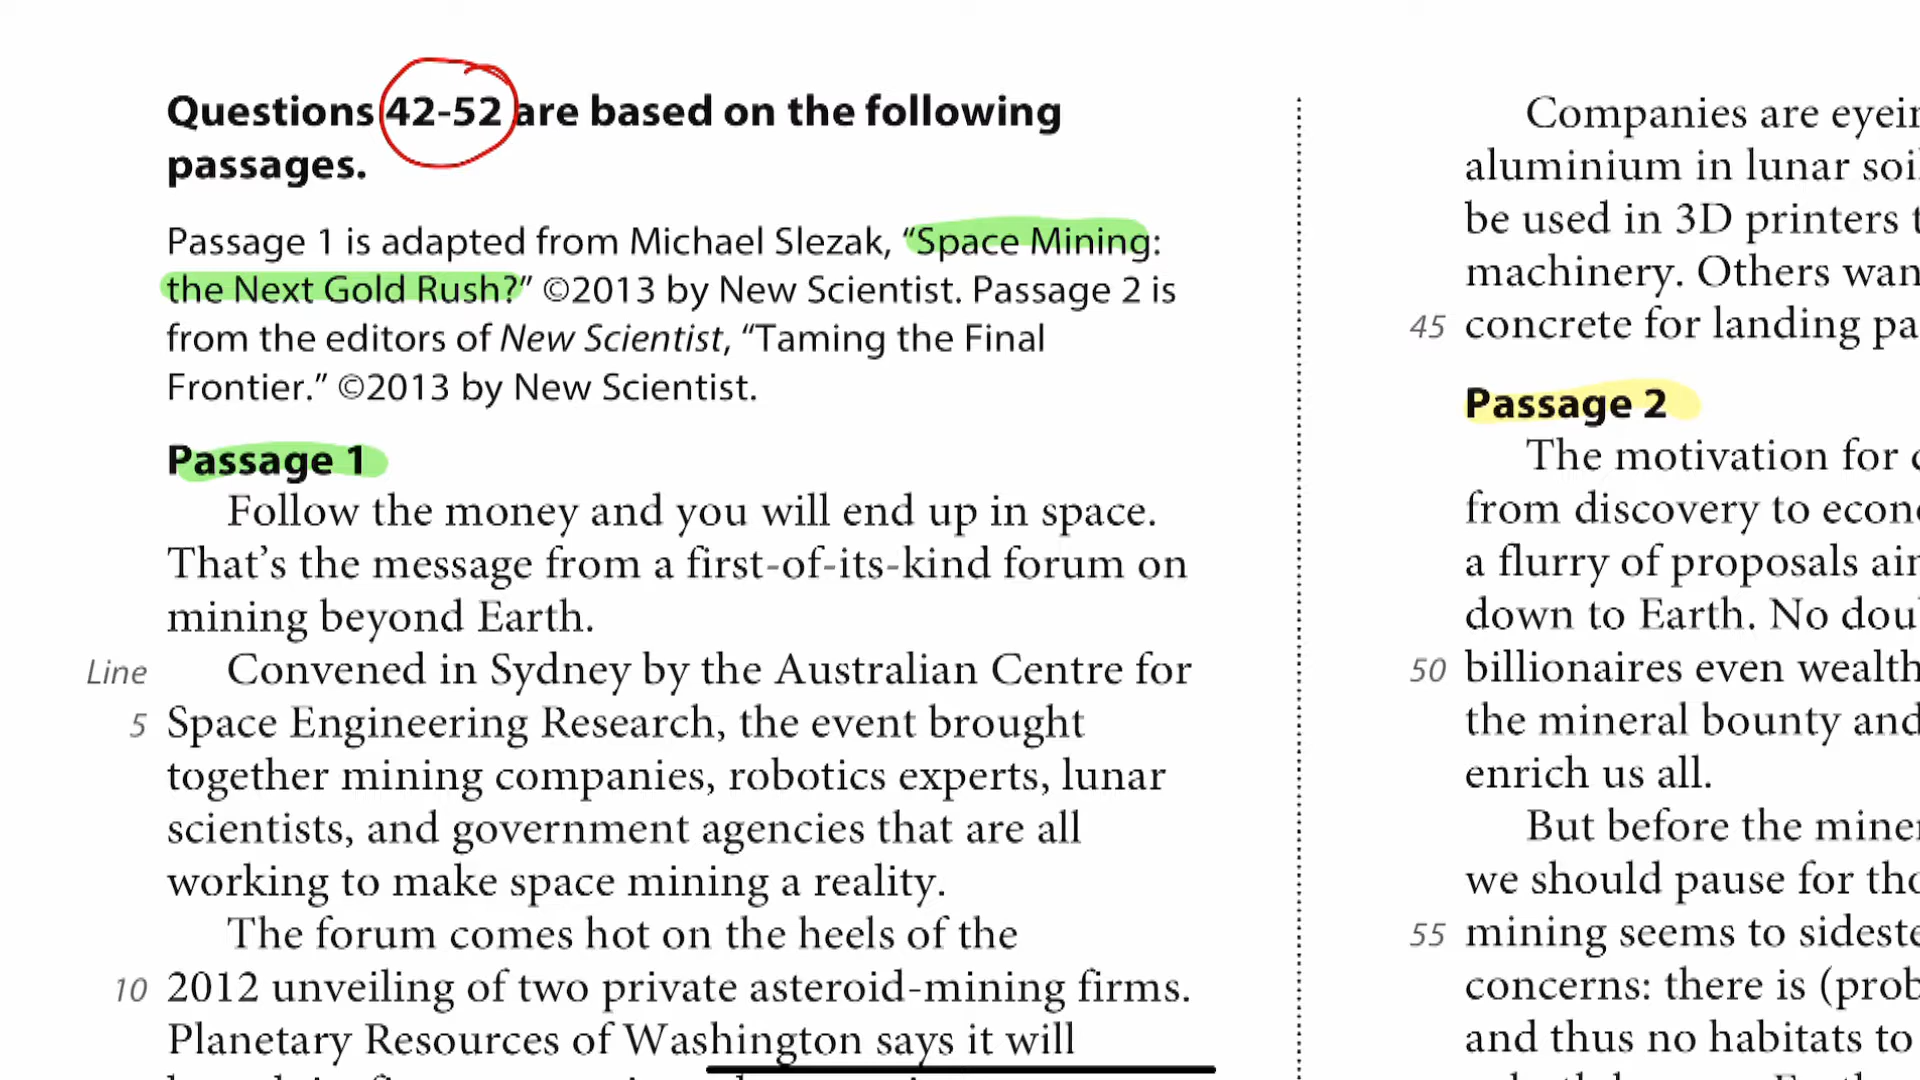 Questions 42-52 are based on the following
passages.
Passage 1 is adapted from Michael Slezak, “Space Mining:
the Next Gold Rush?” ©2013 by New Scientist. Passage 2 is
from the editors of New Scientist, “Taming the Final
Frontier.” ©2013 by New Scientist.
Passage 1
Follow the money and you will end up in space.
That’s the message from a first-of-its-kind forum on
mining beyond Earth.
Line Convened in Sydney by the Australian Centre for
5 Space Engineering Research, the event brought
together mining companies, robotics experts, lunar
scientists, and government agencies that are all
working to make space mining a reality.
The forum comes hot on the heels of the
10 2012 unveiling of two private asteroid-mining firms.
Planetary Resources of Washington says it will
Companies are
aluminium in lunar
be used in 3D printers
machinery. Others
45 concrete for landing
Passage 2
The motivation for
from discovery to
a flurry of proposals
down to Earth. No
50 billionaires even
the mineral bounty and
enrich us all.
But before the
we should pause for
55 mining seems to
concerns: there is
and thus no habitats to